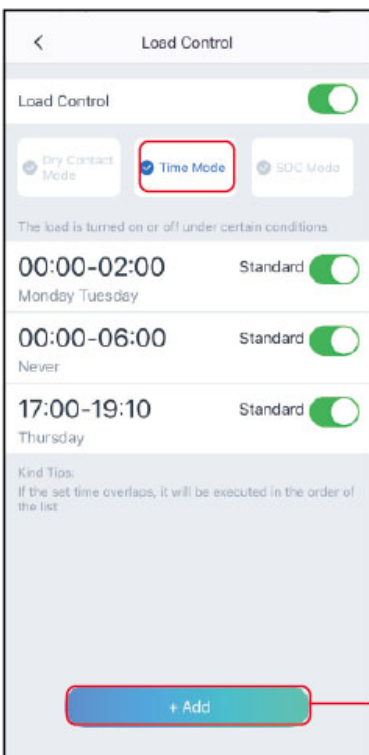 Load Control
Load Control
Dry Contact
Mode
Time Mode
SOC Mode
The load is turned on or off under certain conditions
00:00-02:00
Standard
Monday Tuesday
00:00-06:00
Standard
Never
17:00-19:10
Standard
Thursday
Kind Tips:
If the set time overlaps, it will be executed in the order of
the list
+ Add